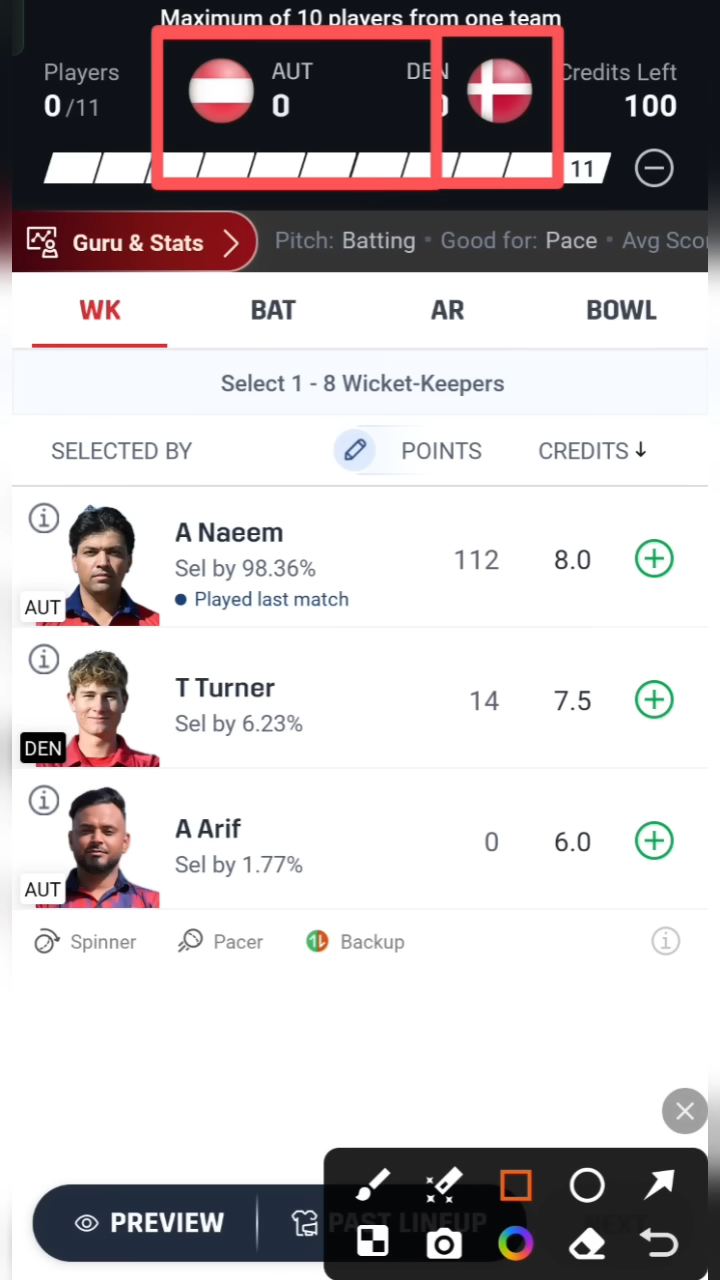 Maximum of 10 players from one team
Players AUT DEN Credits Left
0/11 0 0 100
11
Guru & Stats Pitch: Batting • Good for: Pace • Avg Sco
WK BAT AR BOWL
Select 1 - 8 Wicket-Keepers
SELECTED BY POINTS CREDITS
A Naeem
Sel by 98.36% 112 8.0
Played last match
AUT
T Turner
Sel by 6.23% 14 7.5
DEN
A Arif
Sel by 1.77% 0 6.0
AUT
Spinner Pacer Backup
PREVIEW PAST LINEUP